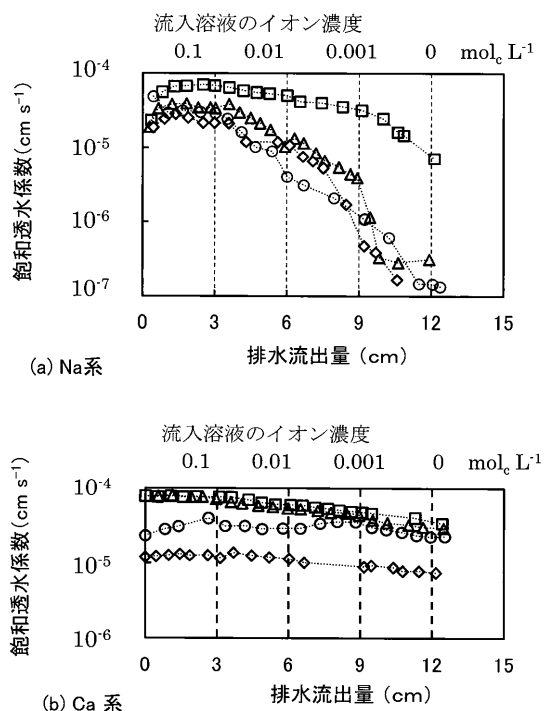 流入溶液のイオン濃度
0.1 0.01 0.001 0 molc L-1
飽和透水係数(cm s-1)
10-4
10-5
10-6
10-7
0 3 6 9 12 15
排水流出量(cm)
(a) Na系
流入溶液のイオン濃度
0.1 0.01 0.001 0 molc L-1
飽和透水係数(cm s-1)
10-4
10-5
10-6
0 3 6 9 12 15
排水流出量(cm)
(b) Ca 系